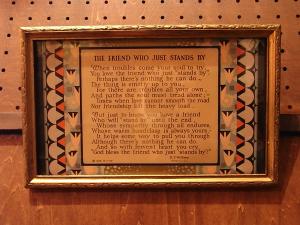 THE FRIEND WHO JUST STANDS BY
When troubles come your soul to try,
You love the friend who just "stands by".
Perhaps there's nothing he can do,
The thing is strictly up to you,
For there are troubles all your own,
And paths the soul must tread alone;
Times when love cannot smooth the road
Nor friendship lift the heavy load.
But just to know you have a friend
Who will "stand by" until the end,
Whose sympathy through all endures,
Whose warm handclasp is always yours,
It helps some way to pull you through
Although there's nothing he can do.
And so with fervent heart you cry,
"God bless the friend who just 'stands by'!"